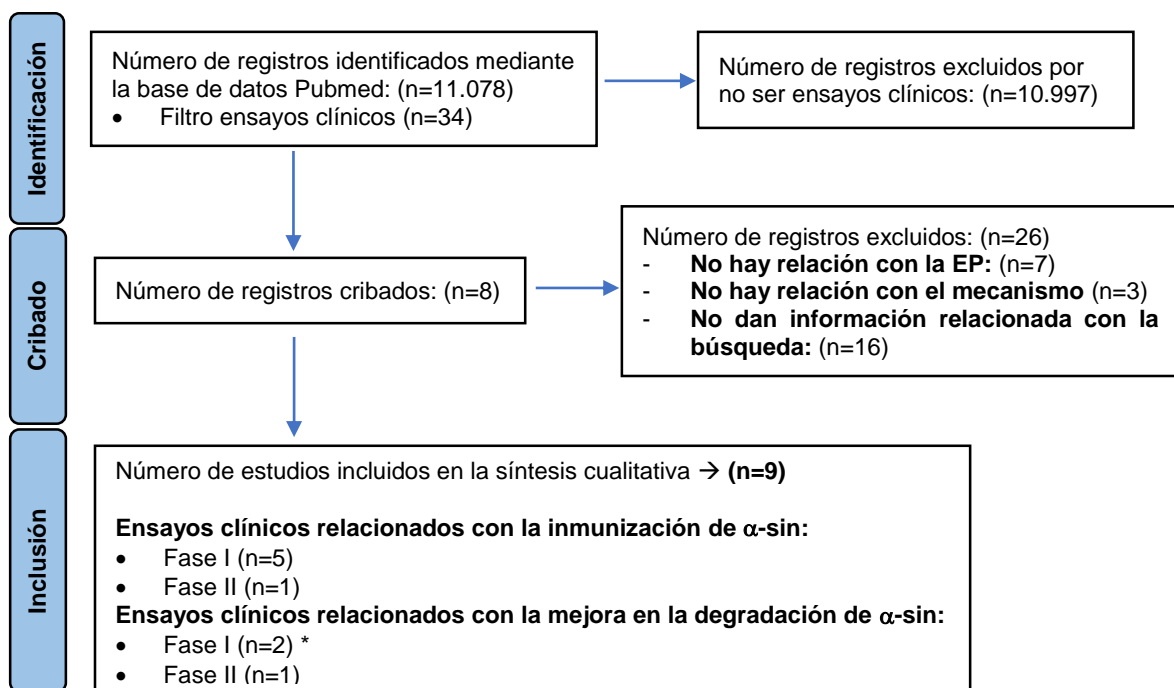 Identificación
Número de registros identificados mediante
la base de datos Pubmed: (n=11.078)
• Filtro ensayos clínicos (n=34)
Número de registros excluidos por
no ser ensayos clínicos: (n=10.997)
Cribado
Número de registros cribados: (n=8)
Número de registros excluidos: (n=26)
- No hay relación con la EP: (n=7)
- No hay relación con el mecanismo (n=3)
- No dan información relacionada con la
búsqueda: (n=16)
Inclusión
Número de estudios incluidos en la síntesis cualitativa → (n=9)
Ensayos clínicos relacionados con la inmunización de α-sin:
• Fase I (n=5)
• Fase II (n=1)
Ensayos clínicos relacionados con la mejora en la degradación de α-sin:
• Fase I (n=2) *
• Fase II (n=1)